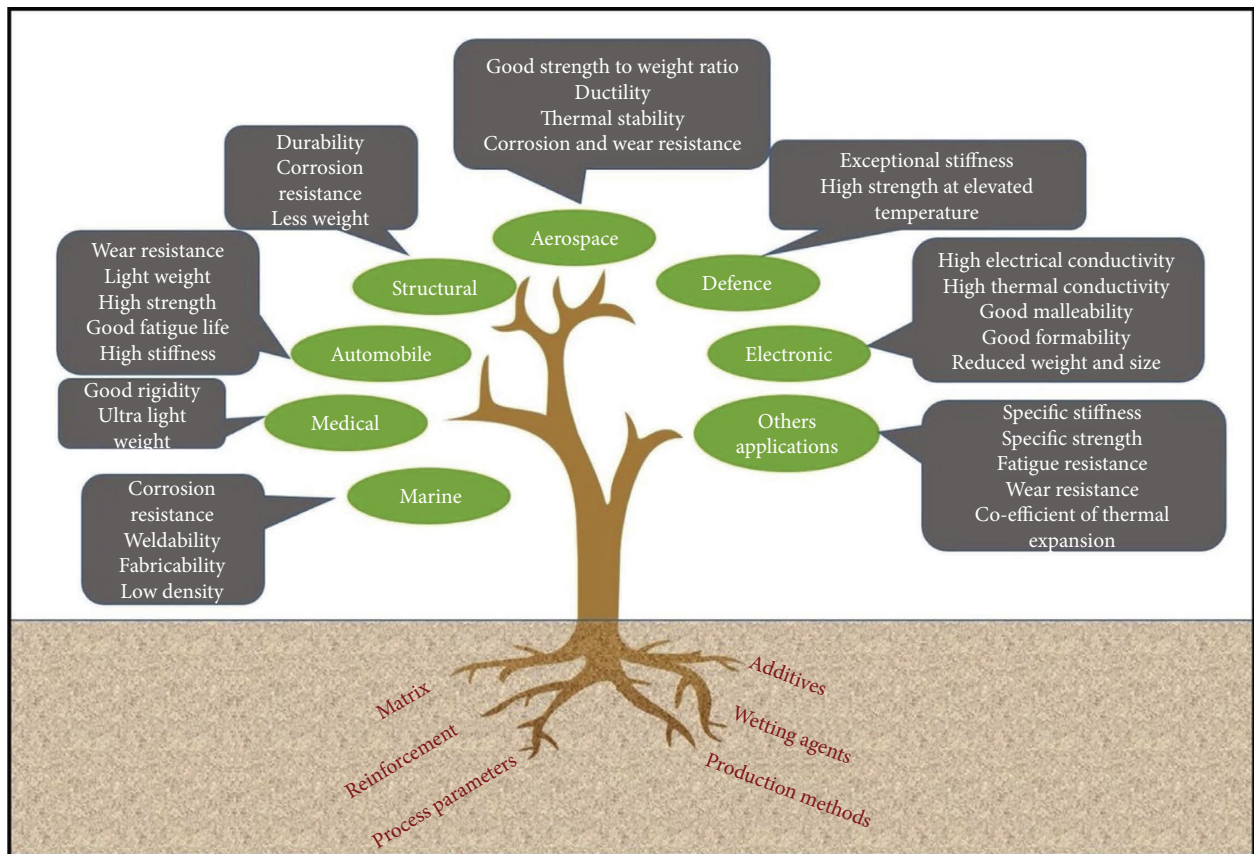 Good strength to weight ratio
Ductility
Thermal stability
Corrosion and wear resistance
Durability
Corrosion
resistance
Less weight
Exceptional stiffness
High strength at elevated
temperature
Aerospace
Structural
Defence
Wear resistance
Light weight
High strength
Good fatigue life
High stiffness
Automobile
High electrical conductivity
High thermal conductivity
Good malleability
Good formability
Reduced weight and size
Electronic
Good rigidity
Ultra light
weight
Medical
Others
applications
Specific stiffness
Specific strength
Fatigue resistance
Wear resistance
Co-efficient of thermal
expansion
Marine
Corrosion
resistance
Weldability
Fabricability
Low density
Matrix
Reinforcement
Process parameters
Additives
Wetting agents
Production methods